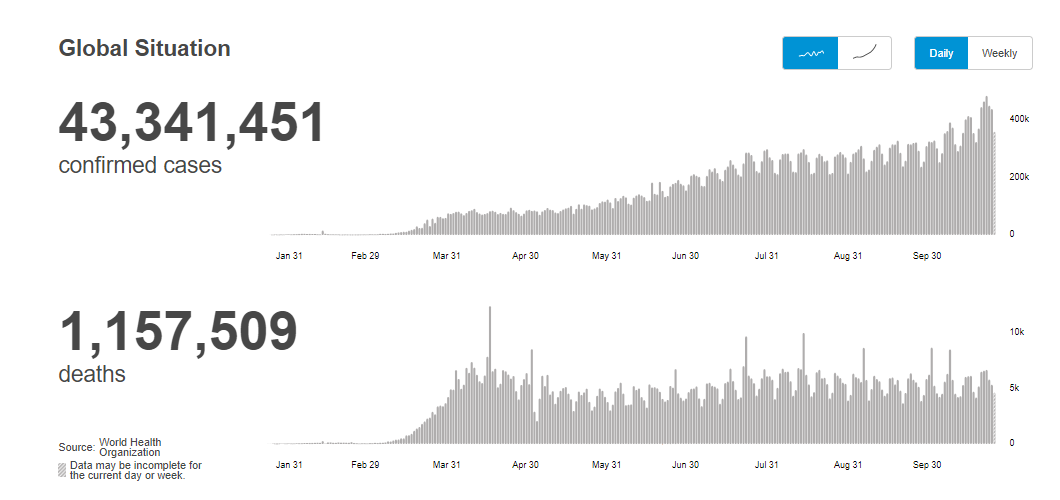 Global Situation
Daily Weekly
43,341,451
confirmed cases
400k
200k
0
Jan 31 Feb 29 Mar 31 Apr 30 May 31 Jun 30 Jul 31 Aug 31 Sep 30
1,157,509
deaths
10k
5k
0
Source: World Health
Organization
Data may be incomplete for
the current day or week.
Jan 31 Feb 29 Mar 31 Apr 30 May 31 Jun 30 Jul 31 Aug 31 Sep 30